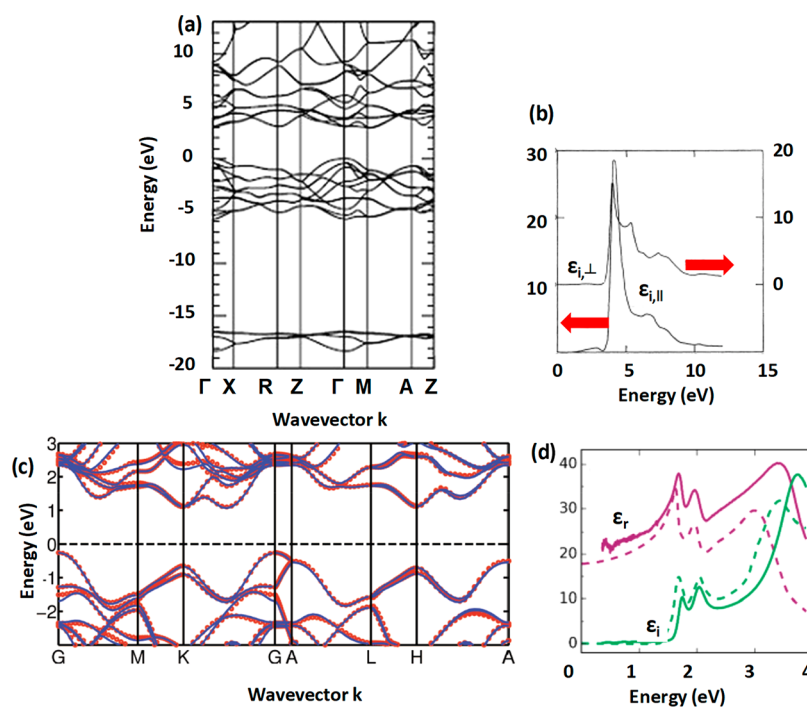 (a)
10
5
0
-5
-10
-15
-20
Energy (eV)
Γ X R Z Γ M A Z
Wavevector k
(b)
30
20
10
20
10
0
εi,⊥
εi,||
0 5 10 15
Energy (eV)
(c)
3
2
1
0
−1
−2
Energy (eV)
G M K G A L H A
Wavevector k
(d)
40
30
20
10
0
εr
εi
0 1 2 3 4
Energy (eV)